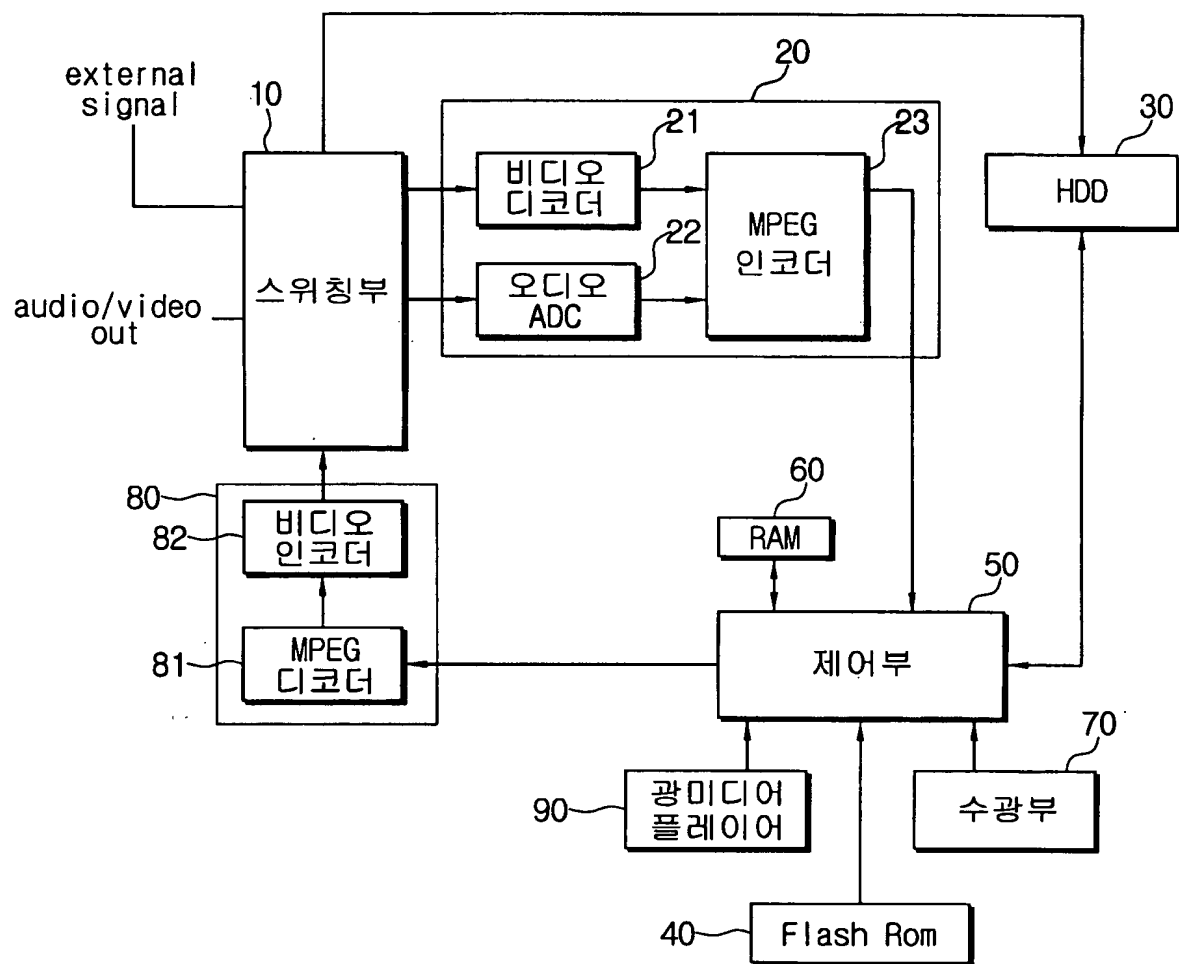 external
signal
10
20
21
23
30
비디오
디코더
HDD
22
MPEG
인코더
스위칭부
오디오
ADC
audio/video
out
80
82
비디오
인코더
60
RAM
50
81
MPEG
디코더
제어부
70
90
광미디어
플레이어
수광부
40
Flash Rom